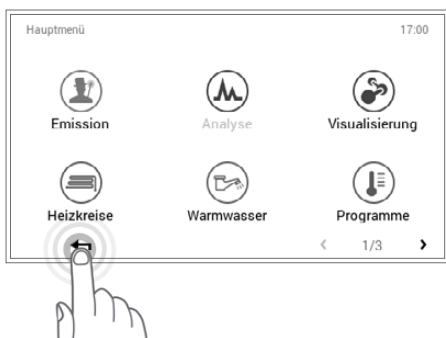 Hauptmenü 17:00
Emission Analyse Visualisierung
Heizkreise Warmwasser Programme
1/3